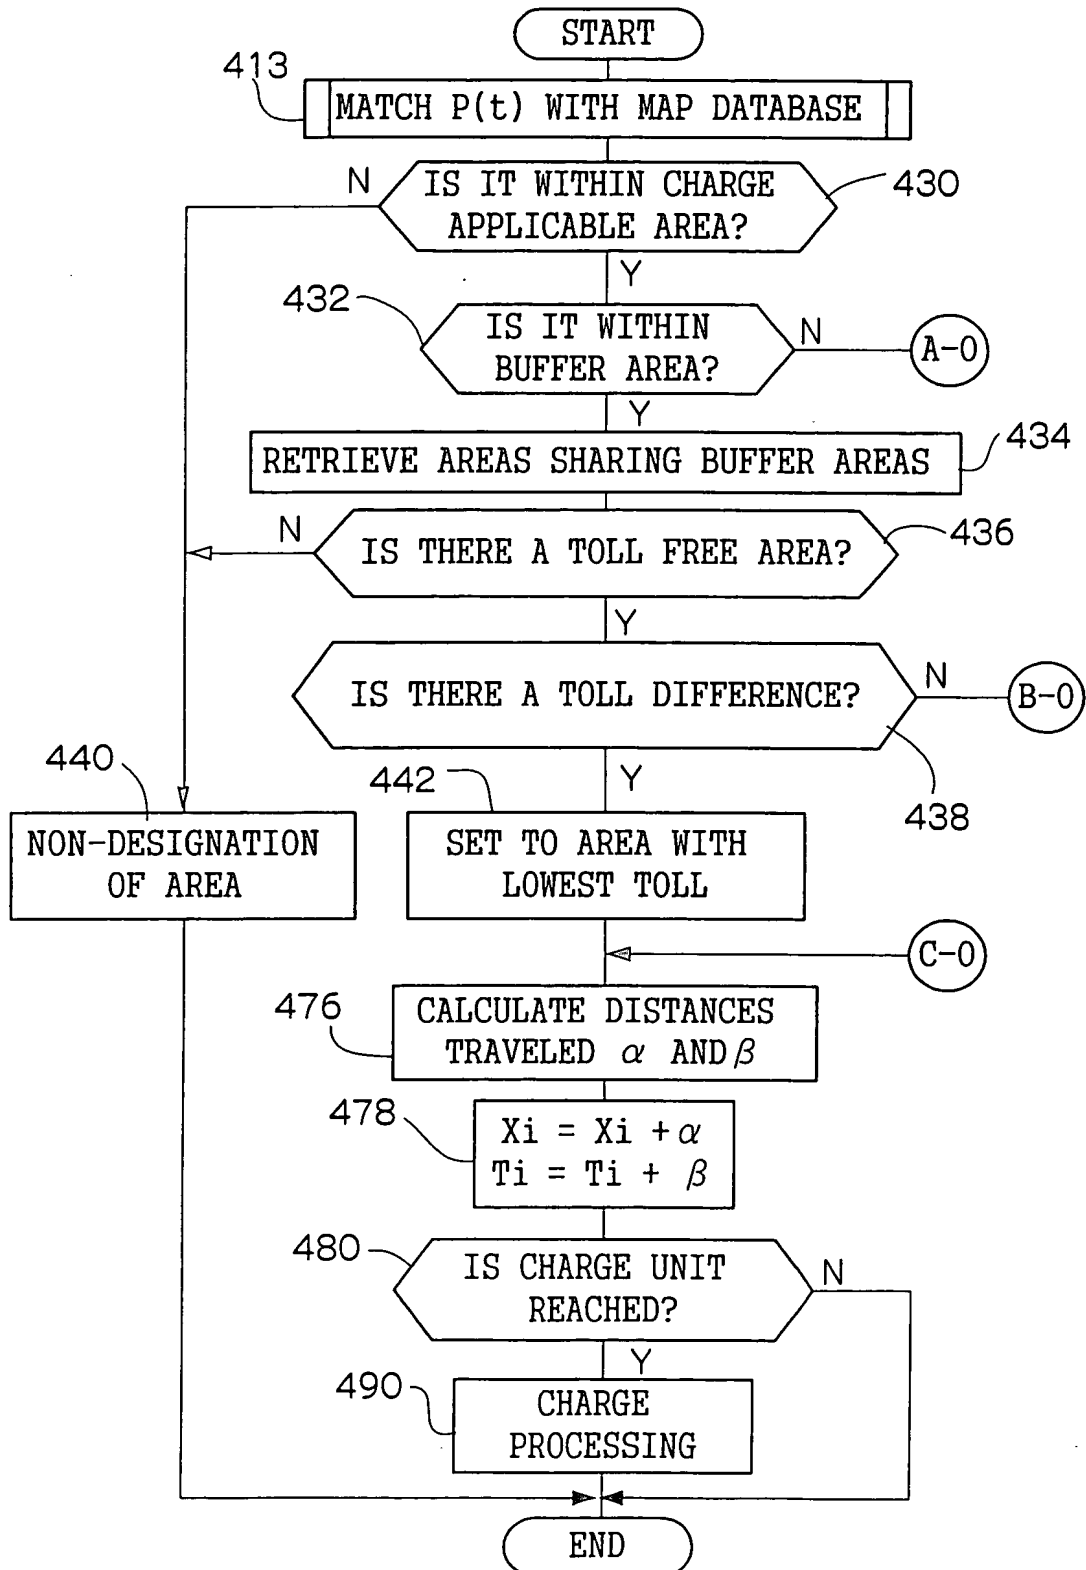 START
413
MATCH P(t) WITH MAP DATABASE
N
IS IT WITHIN CHARGE
APPLICABLE AREA?
430
Y
432
IS IT WITHIN
BUFFER AREA?
N
A-0
Y
RETRIEVE AREAS SHARING BUFFER AREAS
434
N
IS THERE A TOLL FREE AREA?
436
Y
IS THERE A TOLL DIFFERENCE?
N
B-0
438
440
Y
442
NON-DESIGNATION
OF AREA
SET TO AREA WITH
LOWEST TOLL
C-0
476
CALCULATE DISTANCES
TRAVELED α AND β
478
Xi = Xi + α
Ti = Ti + β
480
IS CHARGE UNIT
REACHED?
N
Y
490
CHARGE
PROCESSING
END